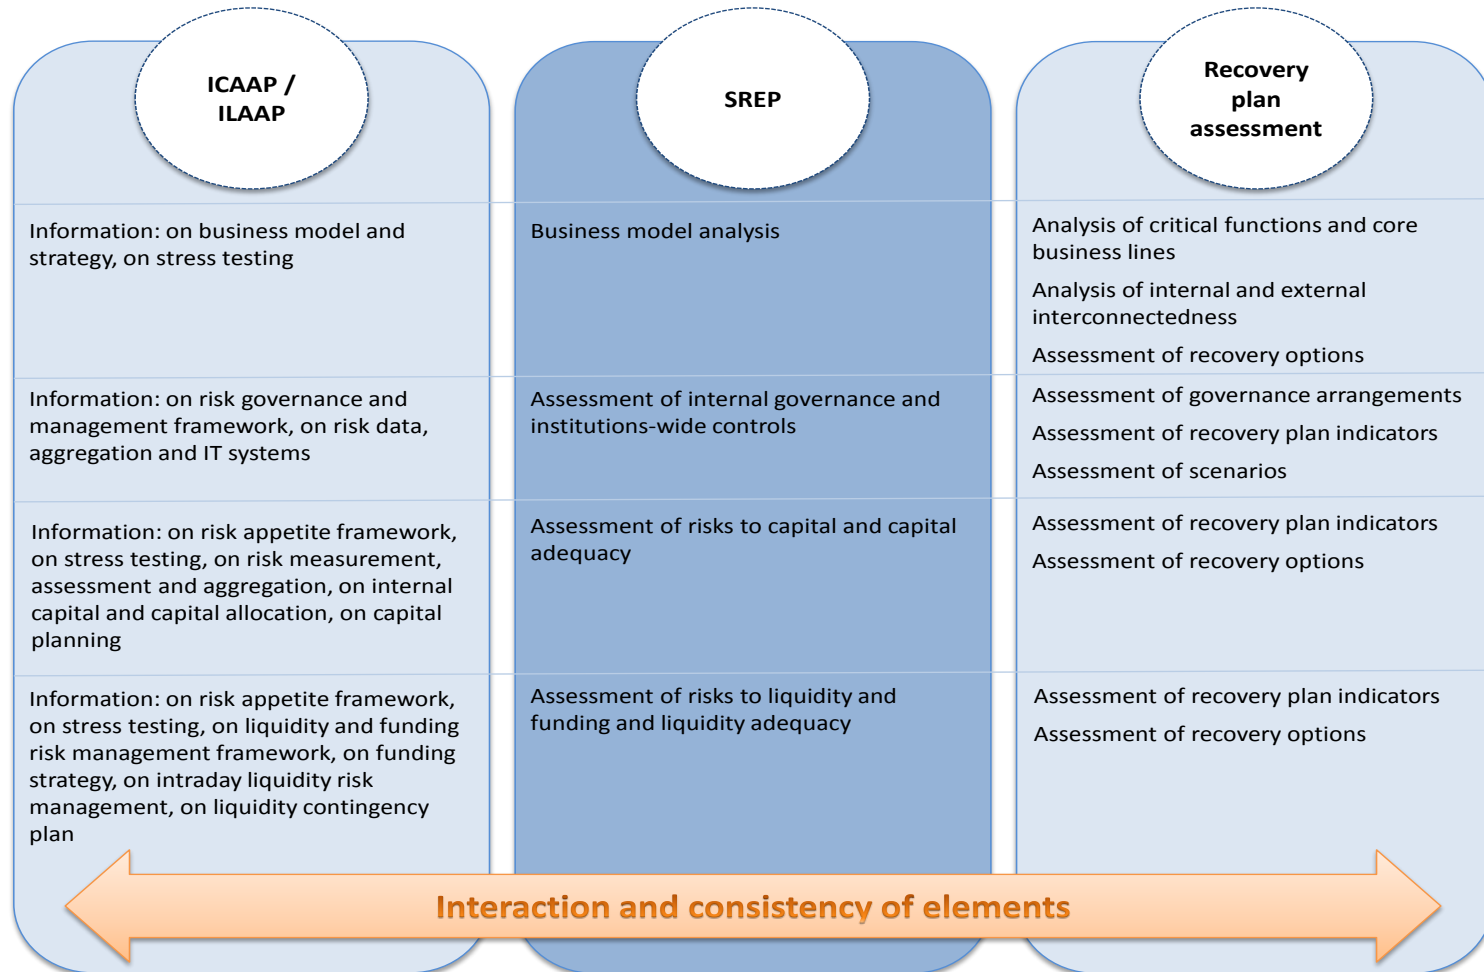 ICAAP /
ILAAP
SREP
Recovery
plan
assessment
Information: on business model and
strategy, on stress testing
Business model analysis
Analysis of critical functions and core
business lines
Analysis of internal and external
interconnectedness
Assessment of recovery options
Information: on risk governance and
management framework, on risk data,
aggregation and IT systems
Assessment of internal governance and
institutions-wide controls
Assessment of governance arrangements
Assessment of recovery plan indicators
Assessment of scenarios
Information: on risk appetite framework,
on stress testing, on risk measurement,
assessment and aggregation, on internal
capital and capital allocation, on capital
planning
Assessment of risks to capital and capital
adequacy
Assessment of recovery plan indicators
Assessment of recovery options
Information: on risk appetite framework,
on stress testing, on liquidity and funding
risk management framework, on funding
strategy, on intraday liquidity risk
management, on liquidity contingency
plan
Assessment of risks to liquidity and
funding and liquidity adequacy
Assessment of recovery plan indicators
Assessment of recovery options
Interaction and consistency of elements